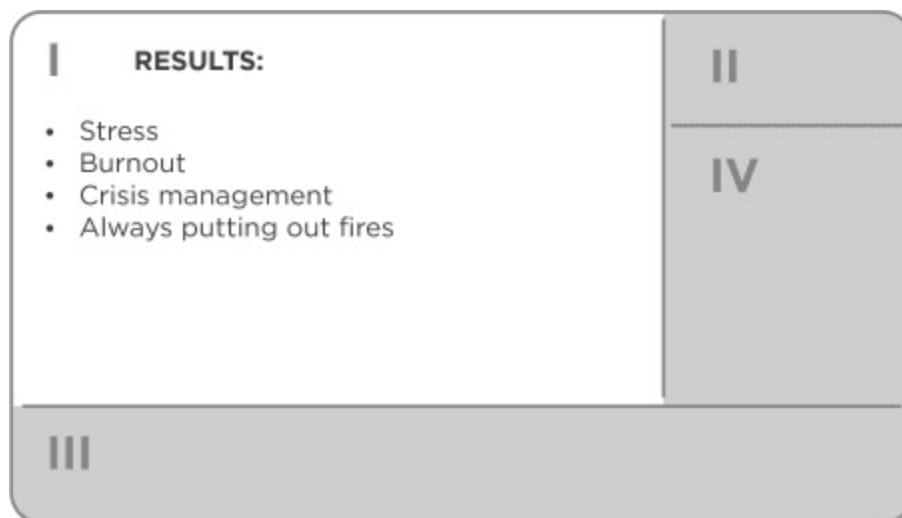 I RESULTS:
II
• Stress
• Burnout
• Crisis management
• Always putting out fires
IV
III